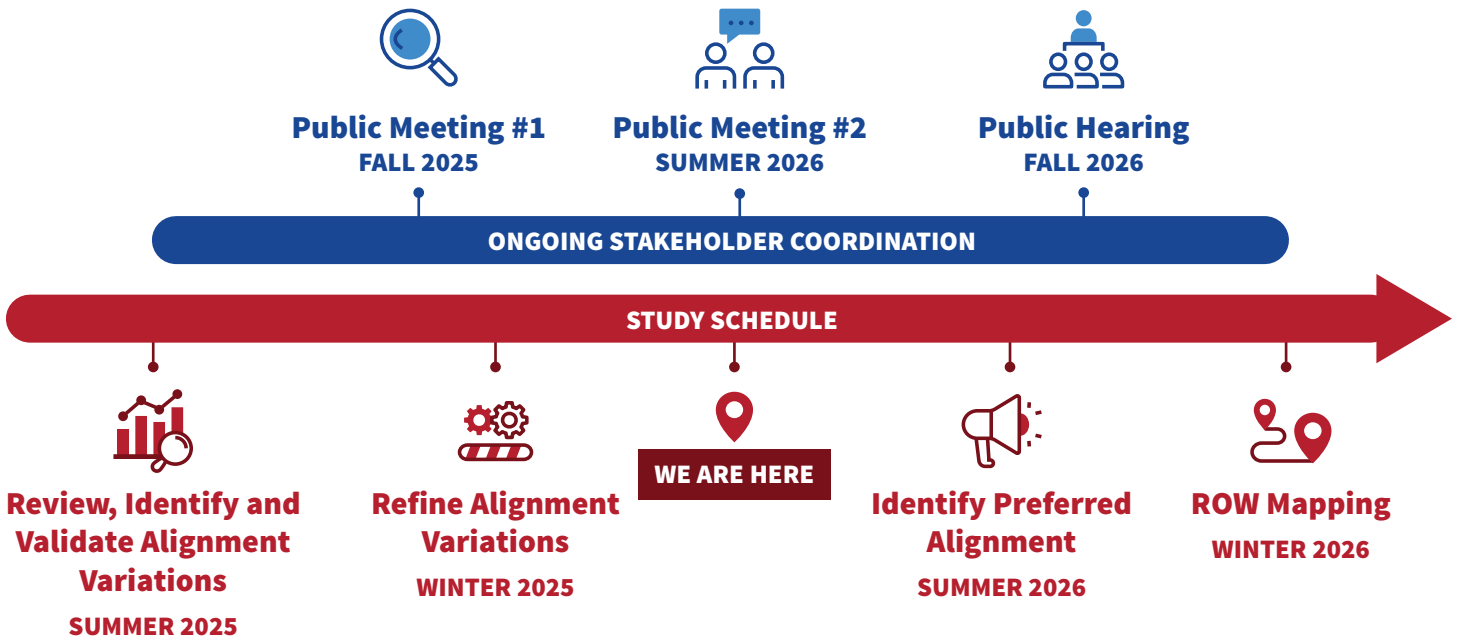 Public Meeting #1
FALL 2025
Public Meeting #2
SUMMER 2026
Public Hearing
FALL 2026
ONGOING STAKEHOLDER COORDINATION
STUDY SCHEDULE
Review, Identify and
Validate Alignment
Variations
SUMMER 2025
Refine Alignment
Variations
WINTER 2025
WE ARE HERE
Identify Preferred
Alignment
SUMMER 2026
ROW Mapping
WINTER 2026